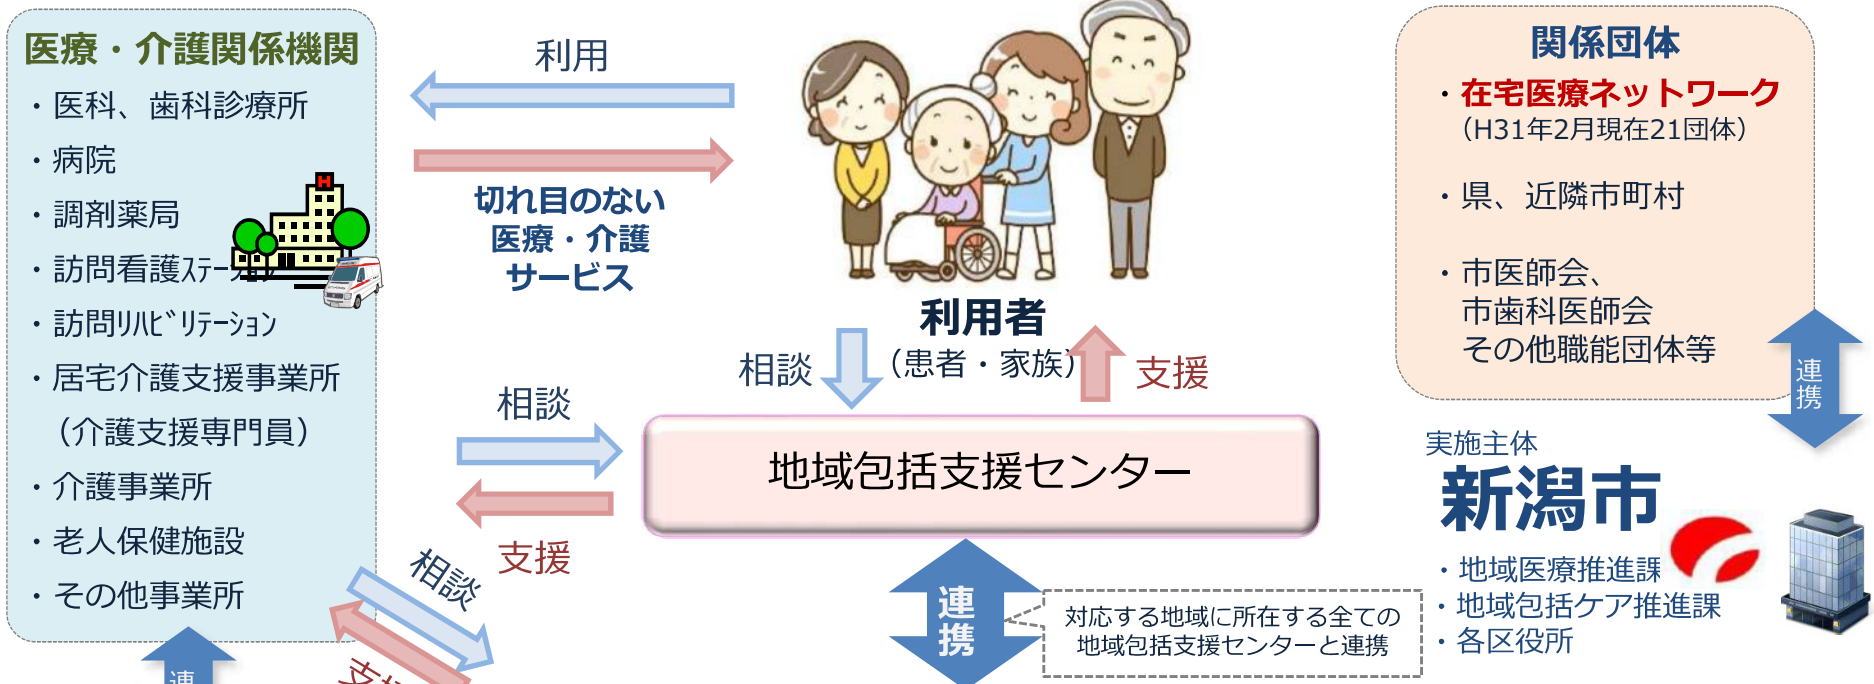 医療・介護関係機関
・医科、歯科診療所
・病院
・調剤薬局
・訪問看護ｽﾃｰｼｮﾝ
・訪問ﾘﾊﾋﾞﾘﾃｰｼｮﾝ
・居宅介護支援事業所
（介護支援専門員）
・介護事業所
・老人保健施設
・その他事業所
利用
切れ目のない
医療・介護
サービス
H
利用者
（患者・家族）
相談
支援
相談
支援
地域包括支援センター
相談
連携
対応する地域に所在する全ての
地域包括支援センターと連携
関係団体
・在宅医療ネットワーク
（H31年2月現在21団体）
・県、近隣市町村
・市医師会、
市歯科医師会
その他職能団体等
連携
実施主体
新潟市
・地域医療推進課
・地域包括ケア推進課
・各区役所